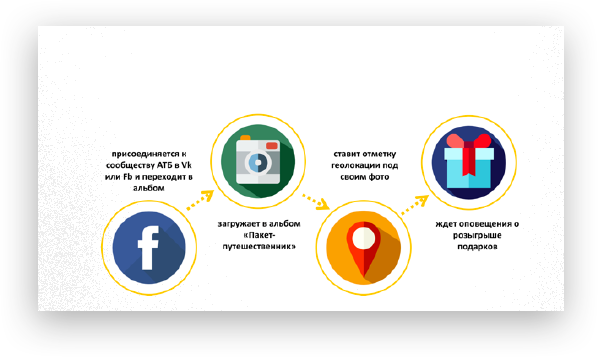 присоединяется к
сообществу АТБ в Vk
или Fb и переходит в
альбом
загружает в альбом
«Пакет-
путешественник»
ставит отметку
геолокации под
своим фото
ждет оповещения о
розыгрыше
подарков